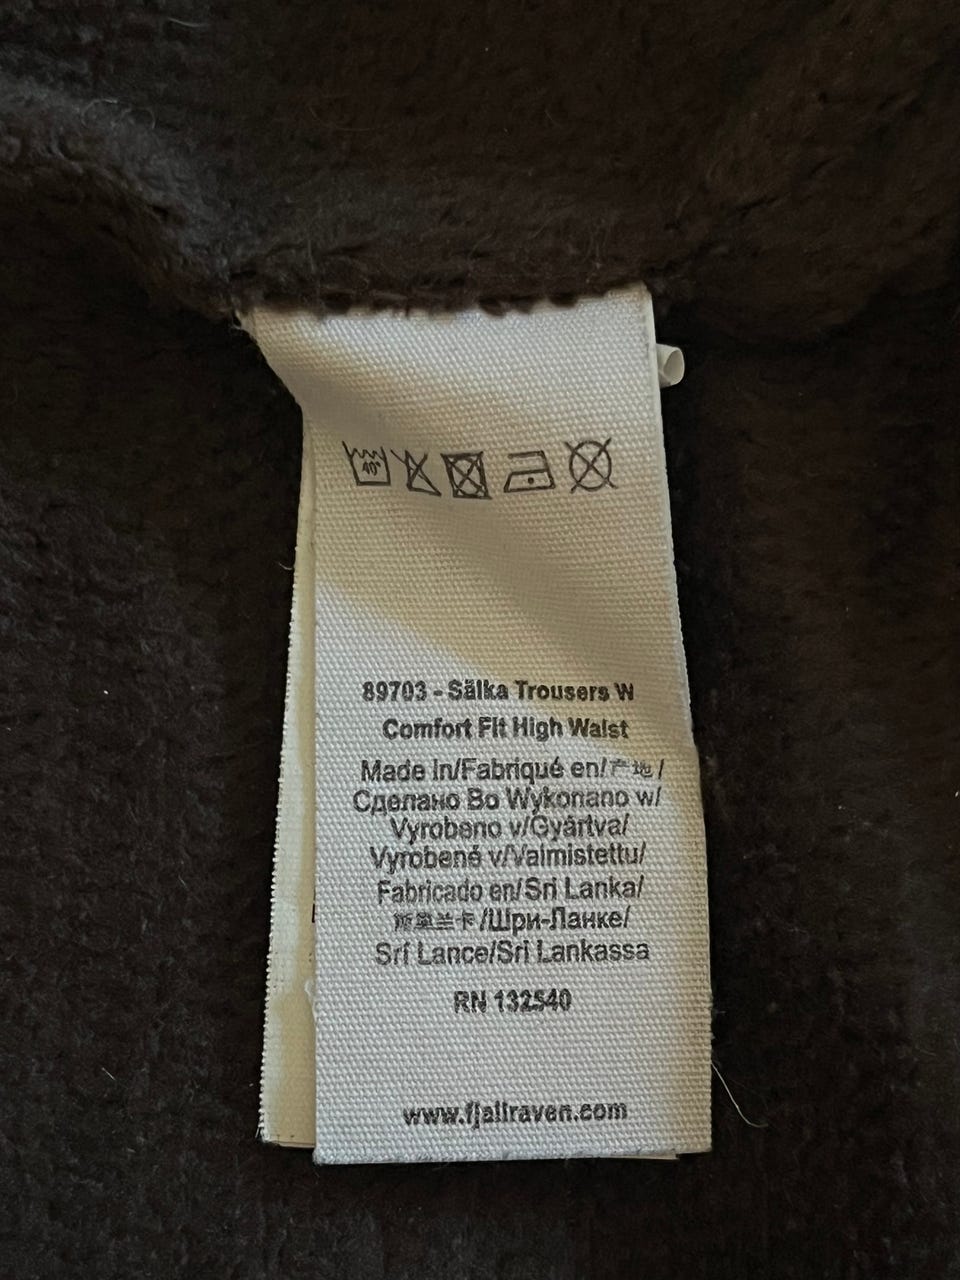 40°
89703 - Sälka Trousers W
Comfort Fit High Waist
Made in/Fabriqué en/产地/
Сделано Во Wykonano w/
Vyrobeno v/Gyártva/
Vyrobené v/Valmistettu/
Fabricado en/Sri Lanka/
斯里兰卡/Шри-Ланке/
Srí Lance/Sri Lankassa
RN 132540
www.fjallraven.com